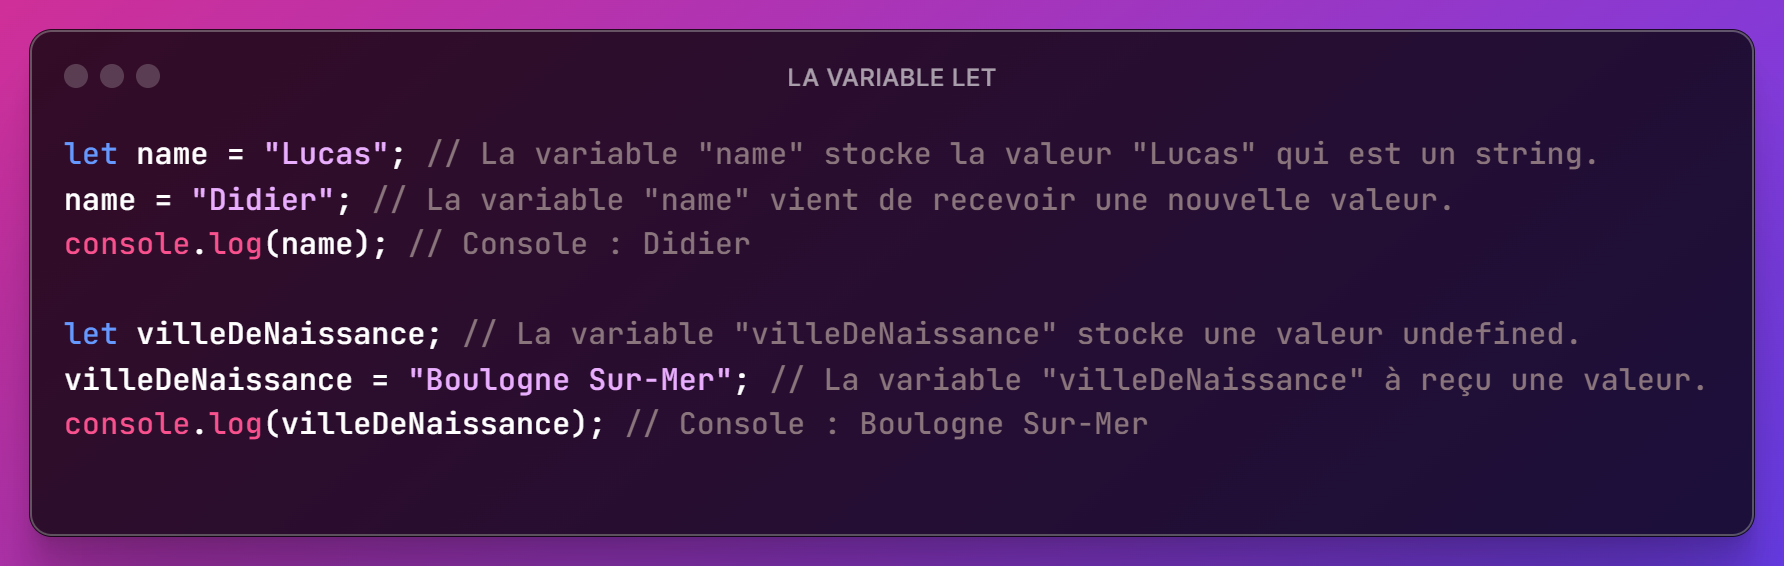 LA VARIABLE LET
let name = "Lucas"; // La variable "name" stocke la valeur "Lucas" qui est un string.
name = "Didier"; // La variable "name" vient de recevoir une nouvelle valeur.
console.log(name); // Console : Didier
let villeDeNaissance; // La variable "villeDeNaissance" stocke une valeur undefined.
villeDeNaissance = "Boulogne Sur-Mer"; // La variable "villeDeNaissance" à reçu une valeur.
console.log(villeDeNaissance); // Console : Boulogne Sur-Mer